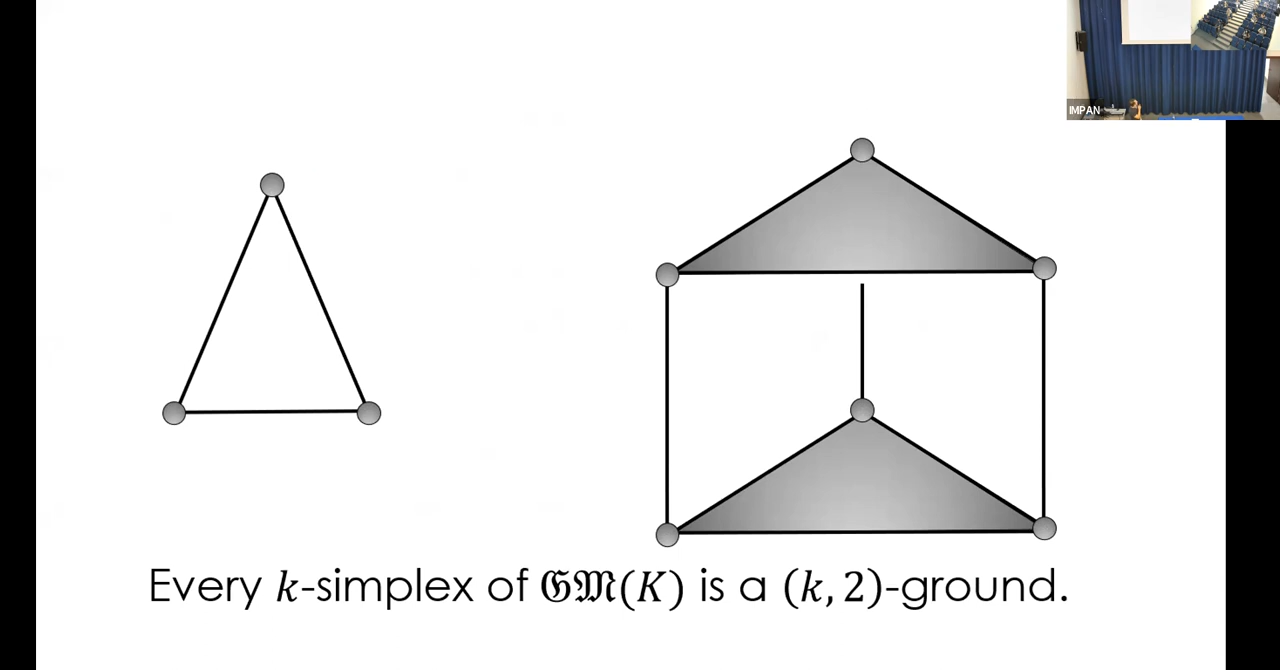 IMPAN
Every k-simplex of 𝔊𝔐(K) is a (k, 2)-ground.